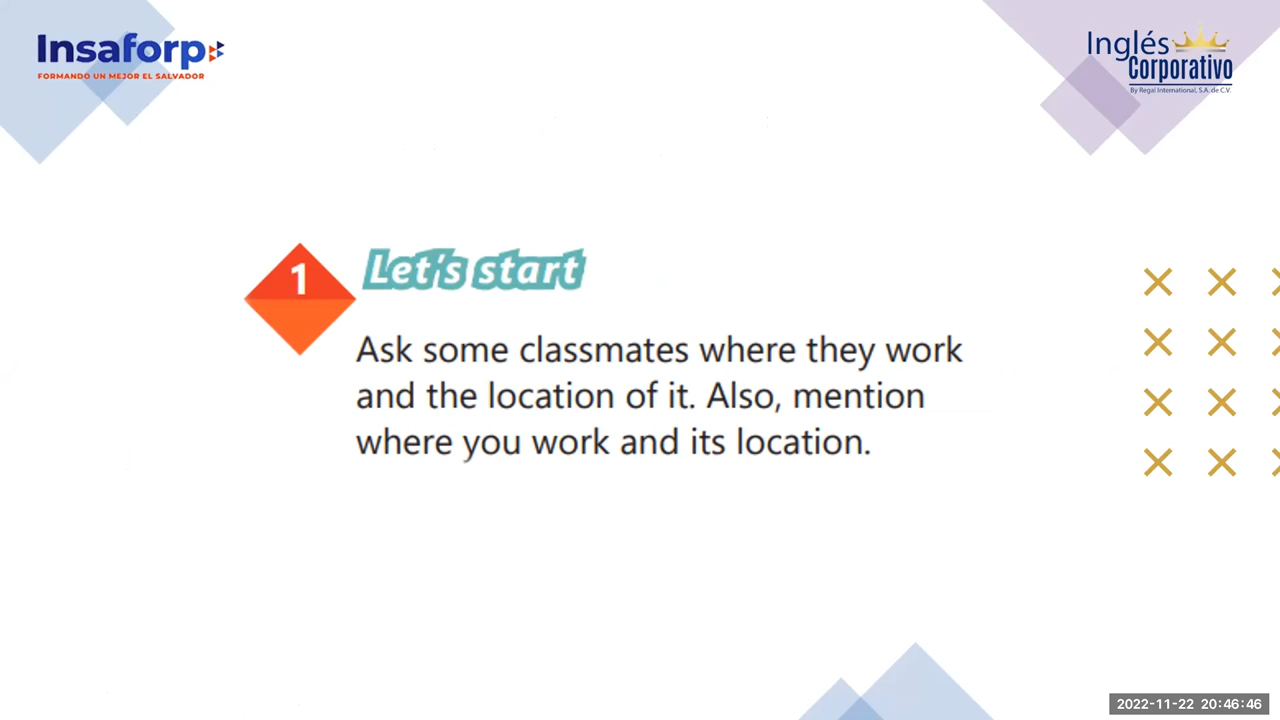 Insaforp
FORMANDO UN MEJOR EL SALVADOR
Inglés
Corporativo
By Regal International, S.A. de C.V.
1
Let's start
Ask some classmates where they work
and the location of it. Also, mention
where you work and its location.
2022-11-22 20:46:46